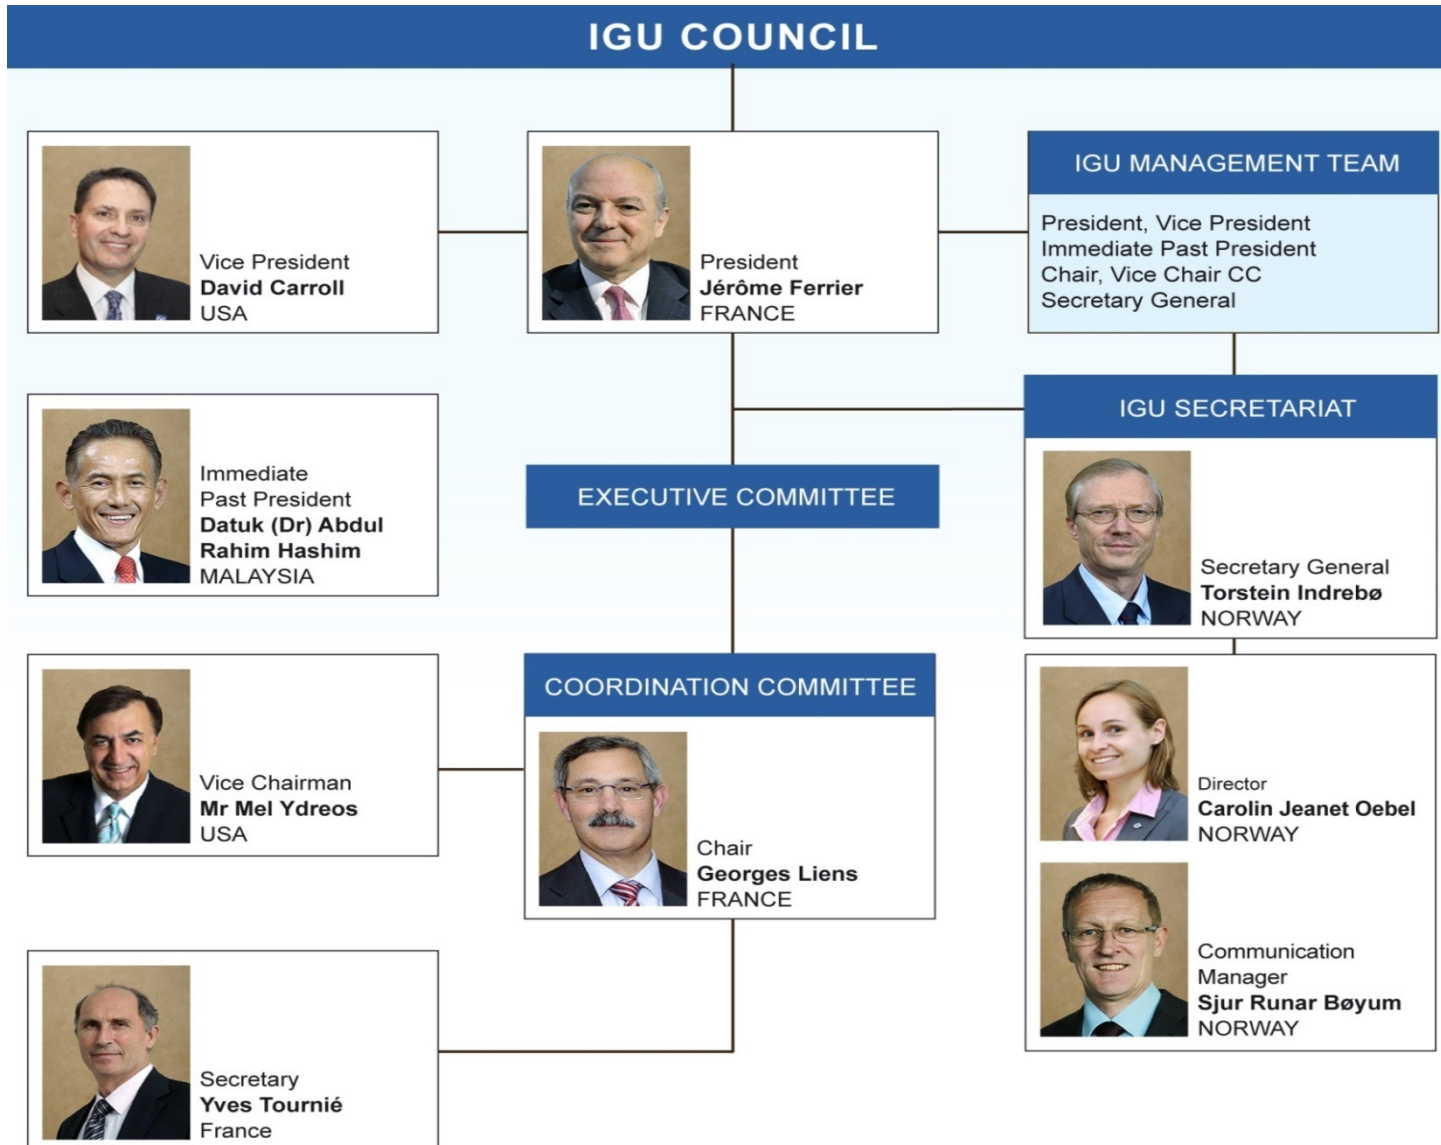 IGU COUNCIL
Vice President
David Carroll
USA
President
Jérôme Ferrier
FRANCE
IGU MANAGEMENT TEAM
President, Vice President
Immediate Past President
Chair, Vice Chair CC
Secretary General
Immediate
Past President
Datuk (Dr) Abdul
Rahim Hashim
MALAYSIA
EXECUTIVE COMMITTEE
IGU SECRETARIAT
Secretary General
Torstein Indrebø
NORWAY
Vice Chairman
Mr Mel Ydreos
USA
COORDINATION COMMITTEE
Chair
Georges Liens
FRANCE
Director
Carolin Jeanet Oebel
NORWAY
Communication
Manager
Sjur Runar Bøyum
NORWAY
Secretary
Yves Tournié
France